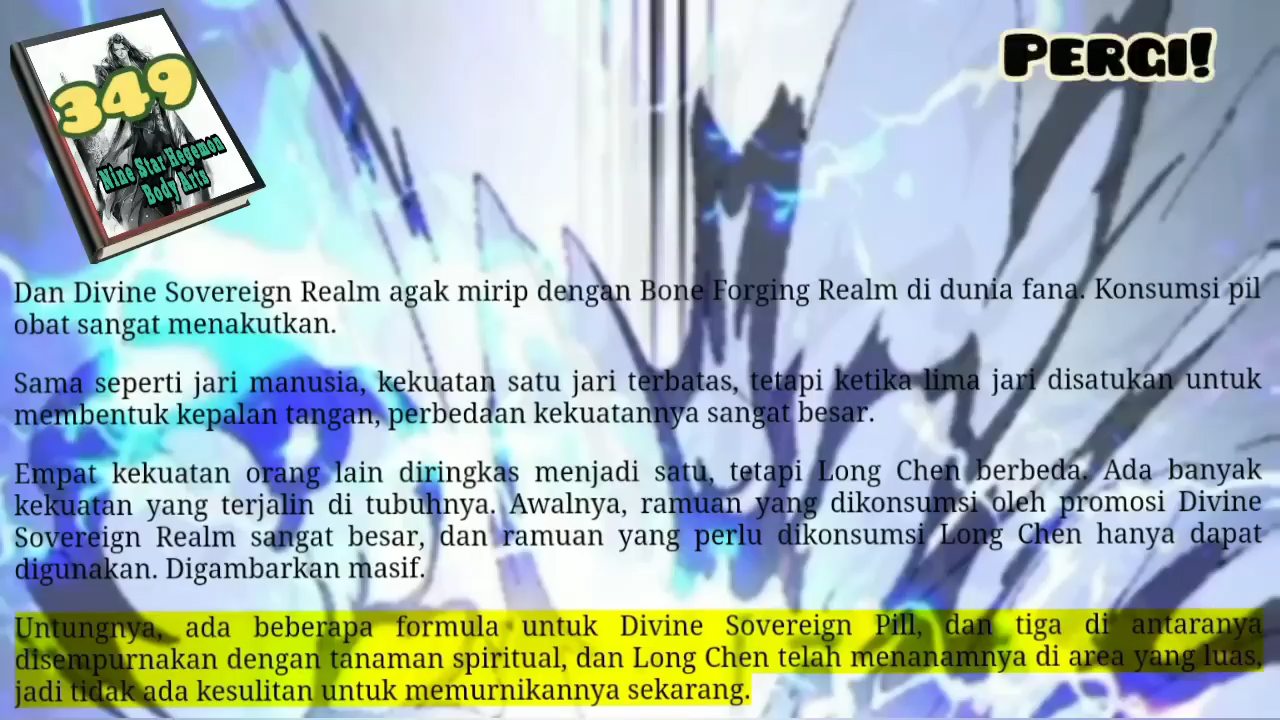 349
Nine Star Hegemon
Body Arts
PERGI!
Dan Divine Sovereign Realm agak mirip dengan Bone Forging Realm di dunia fana. Konsumsi pil
obat sangat menakutkan.
Sama seperti jari manusia, kekuatan satu jari terbatas, tetapi ketika lima jari disatukan untuk
membentuk kepalan tangan, perbedaan kekuatannya sangat besar.
Empat kekuatan orang lain diringkas menjadi satu, tetapi Long Chen berbeda. Ada banyak
kekuatan yang terjalin di tubuhnya. Awalnya, ramuan yang dikonsumsi oleh promosi Divine
Sovereign Realm sangat besar, dan ramuan yang perlu dikonsumsi Long Chen hanya dapat
digunakan. Digambarkan masif.
Untungnya, ada beberapa formula untuk Divine Sovereign Pill, dan tiga di antaranya
disempurnakan dengan tanaman spiritual, dan Long Chen telah menanamnya di area yang luas,
jadi tidak ada kesulitan untuk memurnikannya sekarang.